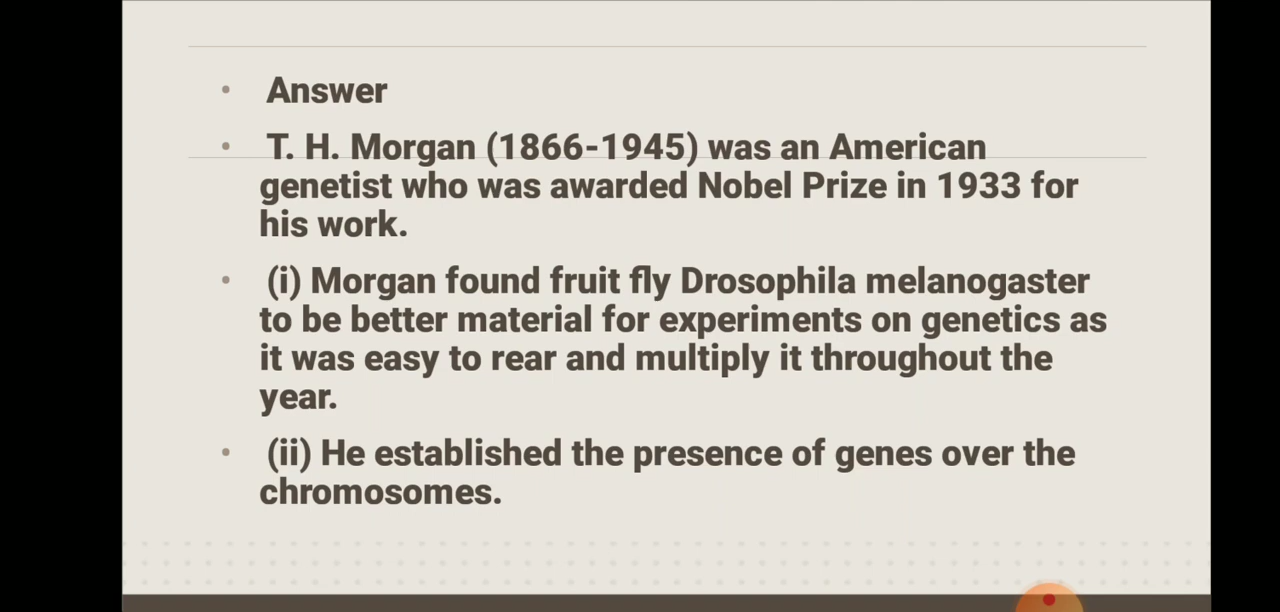 • Answer
• T. H. Morgan (1866-1945) was an American
genetist who was awarded Nobel Prize in 1933 for
his work.
• (i) Morgan found fruit fly Drosophila melanogaster
to be better material for experiments on genetics as
it was easy to rear and multiply it throughout the
year.
• (ii) He established the presence of genes over the
chromosomes.